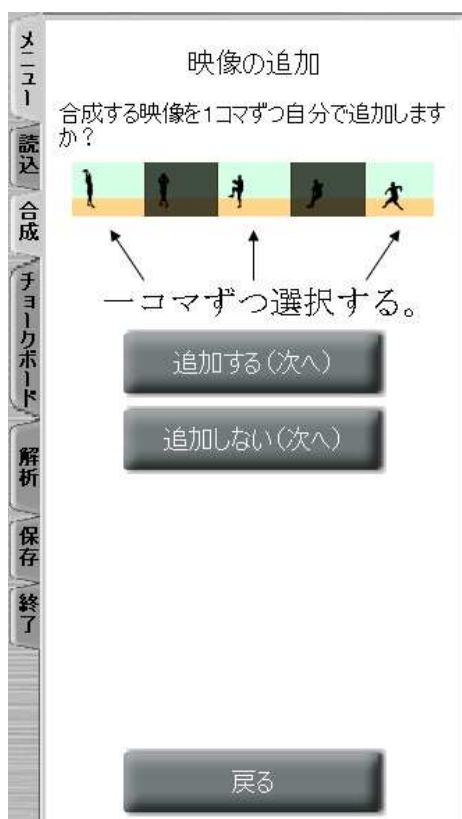 メニュー
読込
合成
チョークボード
解析
保存
終了
映像の追加
合成する映像を1コマずつ自分で追加します
か？
一コマずつ選択する。
追加する(次へ)
追加しない(次へ)
戻る